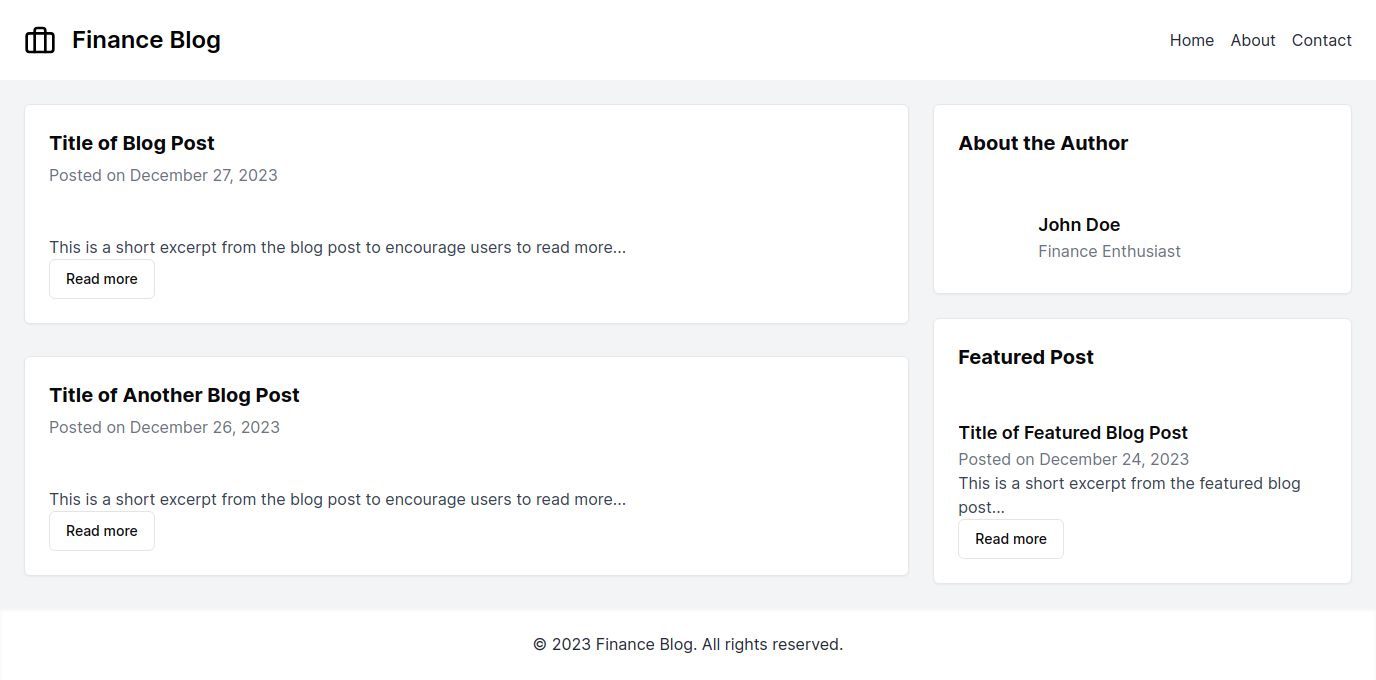 Finance Blog
Home About Contact
Title of Blog Post
Posted on December 27, 2023
This is a short excerpt from the blog post to encourage users to read more...
Read more
Title of Another Blog Post
Posted on December 26, 2023
This is a short excerpt from the blog post to encourage users to read more...
Read more
About the Author
John Doe
Finance Enthusiast
Featured Post
Title of Featured Blog Post
Posted on December 24, 2023
This is a short excerpt from the featured blog
post...
Read more
© 2023 Finance Blog. All rights reserved.